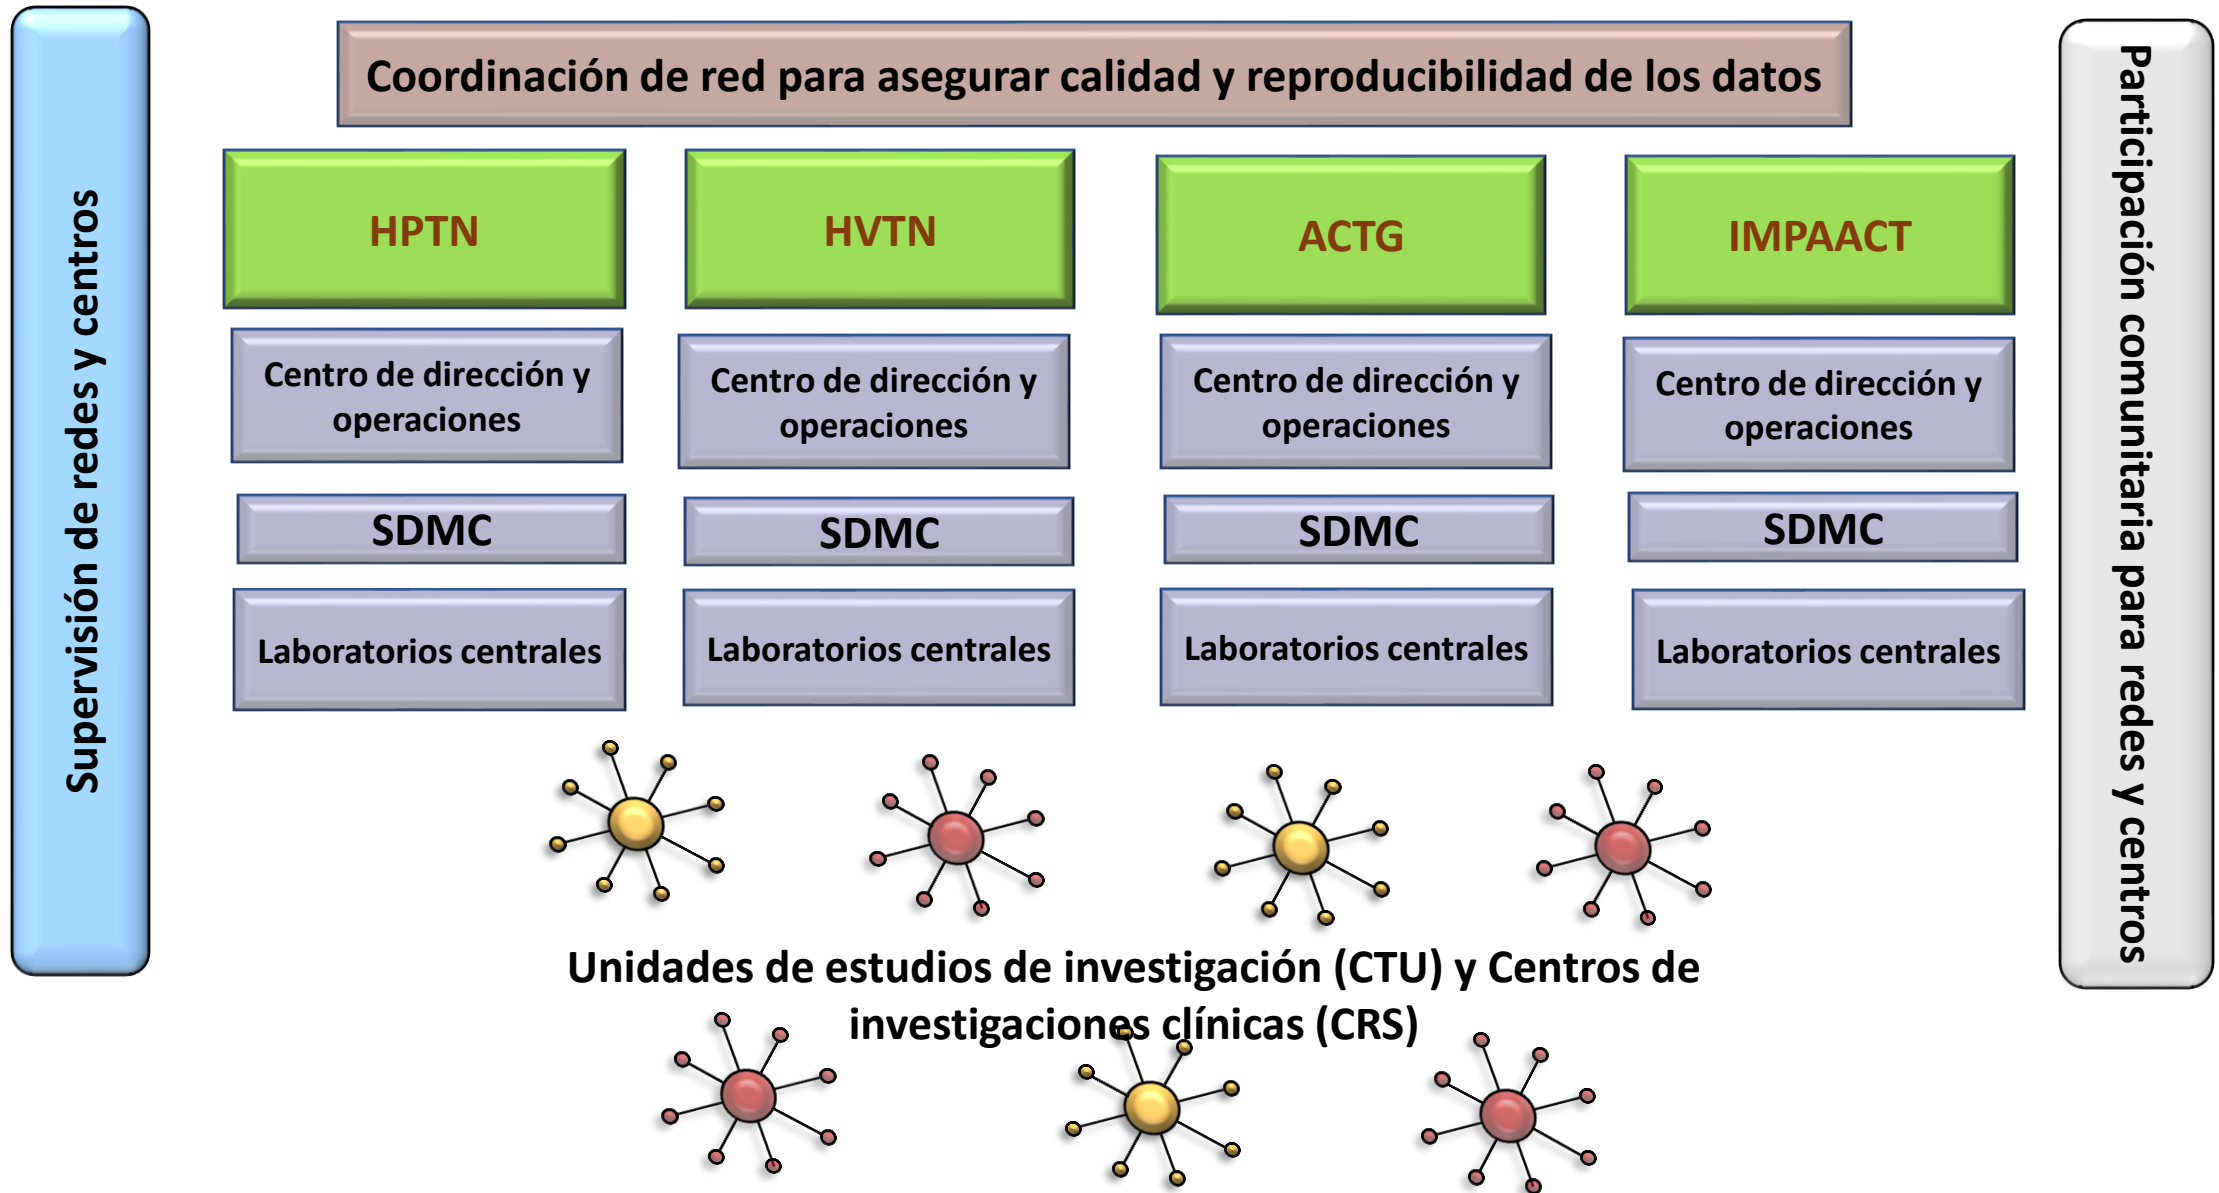 Supervisión de redes y centros
Coordinación de red para asegurar calidad y reproducibilidad de los datos
HPTN
HVTN
ACTG
IMPAACT
Centro de dirección y
operaciones
Centro de dirección y
operaciones
Centro de dirección y
operaciones
Centro de dirección y
operaciones
SDMC
SDMC
SDMC
SDMC
Laboratorios centrales
Laboratorios centrales
Laboratorios centrales
Laboratorios centrales
Unidades de estudios de investigación (CTU) y Centros de
investigaciones clínicas (CRS)
Participación comunitaria para redes y centros